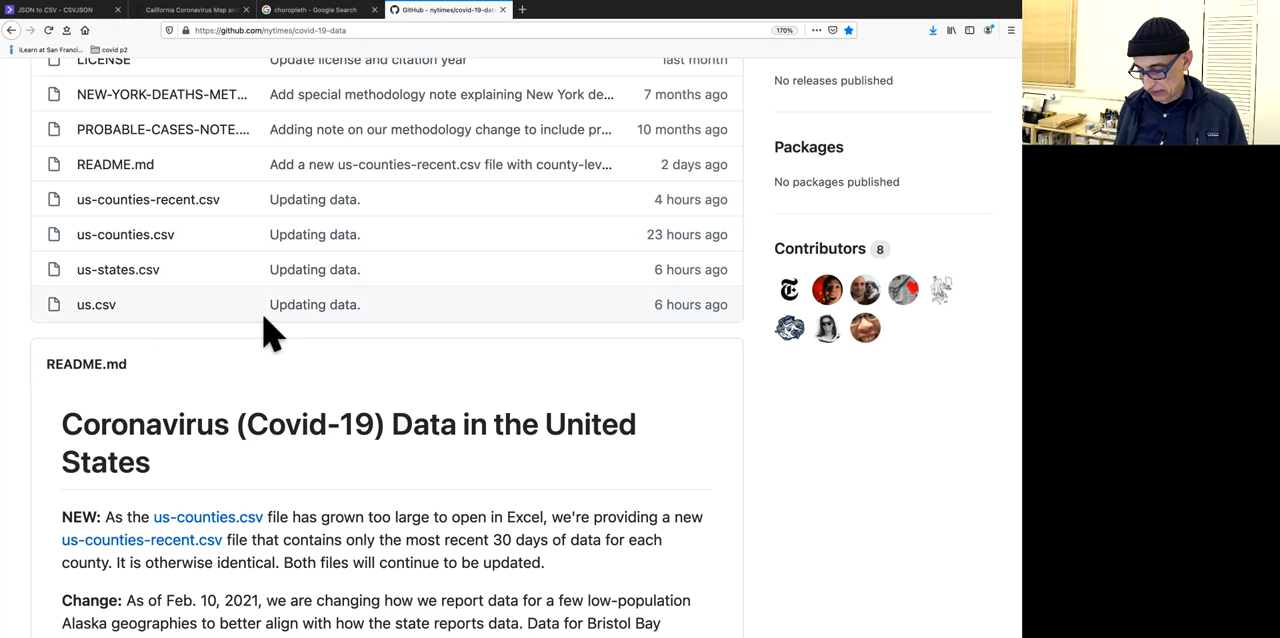 JSON to CSV - CSVJSON
California Coronavirus Map and
choropleth - Google Search
GitHub - nytimes/covid-19-data
https://github.com/nytimes/covid-19-data
170%
iLearn at San Franci...
covid p2
LICENSE
Update license and citation year
last month
NEW-YORK-DEATHS-MET...
Add special methodology note explaining New York de...
7 months ago
PROBABLE-CASES-NOTE....
Adding note on our methodology change to include pr...
10 months ago
README.md
Add a new us-counties-recent.csv file with county-lev...
2 days ago
us-counties-recent.csv
Updating data.
4 hours ago
us-counties.csv
Updating data.
23 hours ago
us-states.csv
Updating data.
6 hours ago
us.csv
Updating data.
6 hours ago
README.md
Coronavirus (Covid-19) Data in the United
States
NEW: As the us-counties.csv file has grown too large to open in Excel, we're providing a new
us-counties-recent.csv file that contains only the most recent 30 days of data for each
county. It is otherwise identical. Both files will continue to be updated.
Change: As of Feb. 10, 2021, we are changing how we report data for a few low-population
Alaska geographies to better align with how the state reports data. Data for Bristol Bay
No releases published
Packages
No packages published
Contributors 8